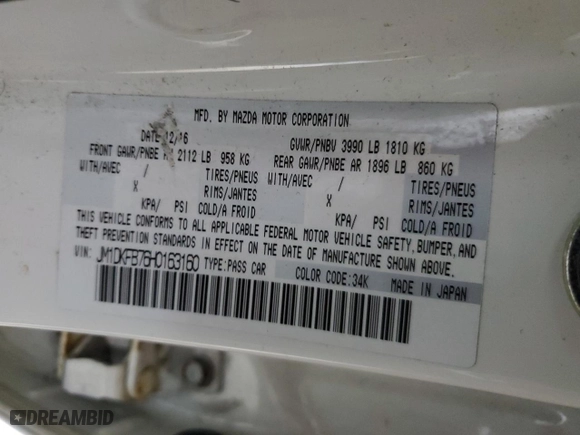 MFD. BY MAZDA MOTOR CORPORATION
DATE 12/16 GVWR/PNBV 3990 LB 1810 KG
FRONT GAWR/PNBE A 2112 LB 958 KG REAR GAWR/PNBE AR 1896 LB 860 KG
WITH/AVEC / TIRES/PNEUS WITH/AVEC / TIRES/PNEUS
X RIMS/JANTES X RIMS/JANTES
KPA/ PSI COLD/A FROID KPA/ PSI COLD/A FROID
THIS VEHICLE CONFORMS TO ALL APPLICABLE FEDERAL MOTOR VEHICLE SAFETY, BUMPER, AND
THEFT PREVENTION STANDARDS IN EFFECT ON THE DATE OF MANUFACTURE SHOWN ABOVE.
VIN: JM1DKFB76H0163160 TYPE:PASS CAR COLOR CODE:34K MADE IN JAPAN
DREAMBID